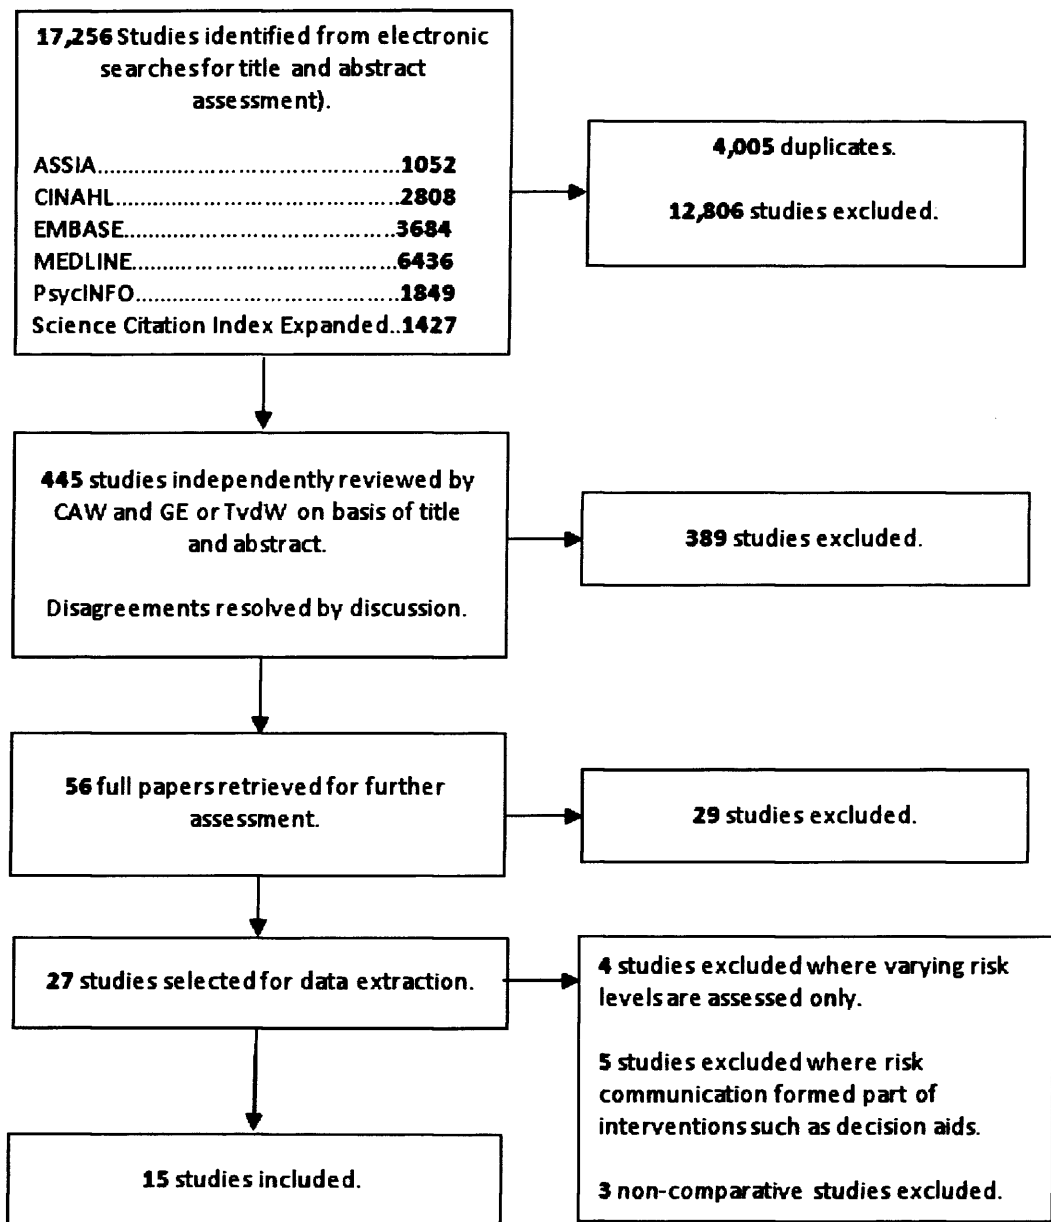 17,256 Studies identified from electronic
searches for title and abstract
assessment).
ASSIA.............................................1052
CINAHL...........................................2808
EMBASE..........................................3684
MEDLINE........................................6436
PsycINFO........................................1849
Science Citation Index Expanded..1427
4,005 duplicates.
12,806 studies excluded.
445 studies independently reviewed by
CAW and GE or TvdW on basis of title
and abstract.
Disagreements resolved by discussion.
389 studies excluded.
56 full papers retrieved for further
assessment.
29 studies excluded.
27 studies selected for data extraction.
4 studies excluded where varying risk
levels are assessed only.
5 studies excluded where risk
communication formed part of
interventions such as decision aids.
3 non-comparative studies excluded.
15 studies included.